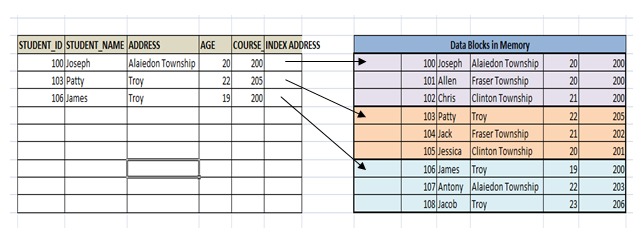 STUDENT_ID STUDENT_NAME ADDRESS AGE COURSE_ INDEX ADDRESS
100 Joseph Alaiedon Township 20 200
103 Patty Troy 22 205
106 James Troy 19 200
Data Blocks in Memory
100 Joseph Alaiedon Township 20 200
101 Allen Fraser Township 20 200
102 Chris Clinton Township 21 200
103 Patty Troy 22 205
104 Jack Fraser Township 21 202
105 Jessica Clinton Township 20 201
106 James Troy 19 200
107 Antony Alaiedon Township 22 203
108 Jacob Troy 23 206